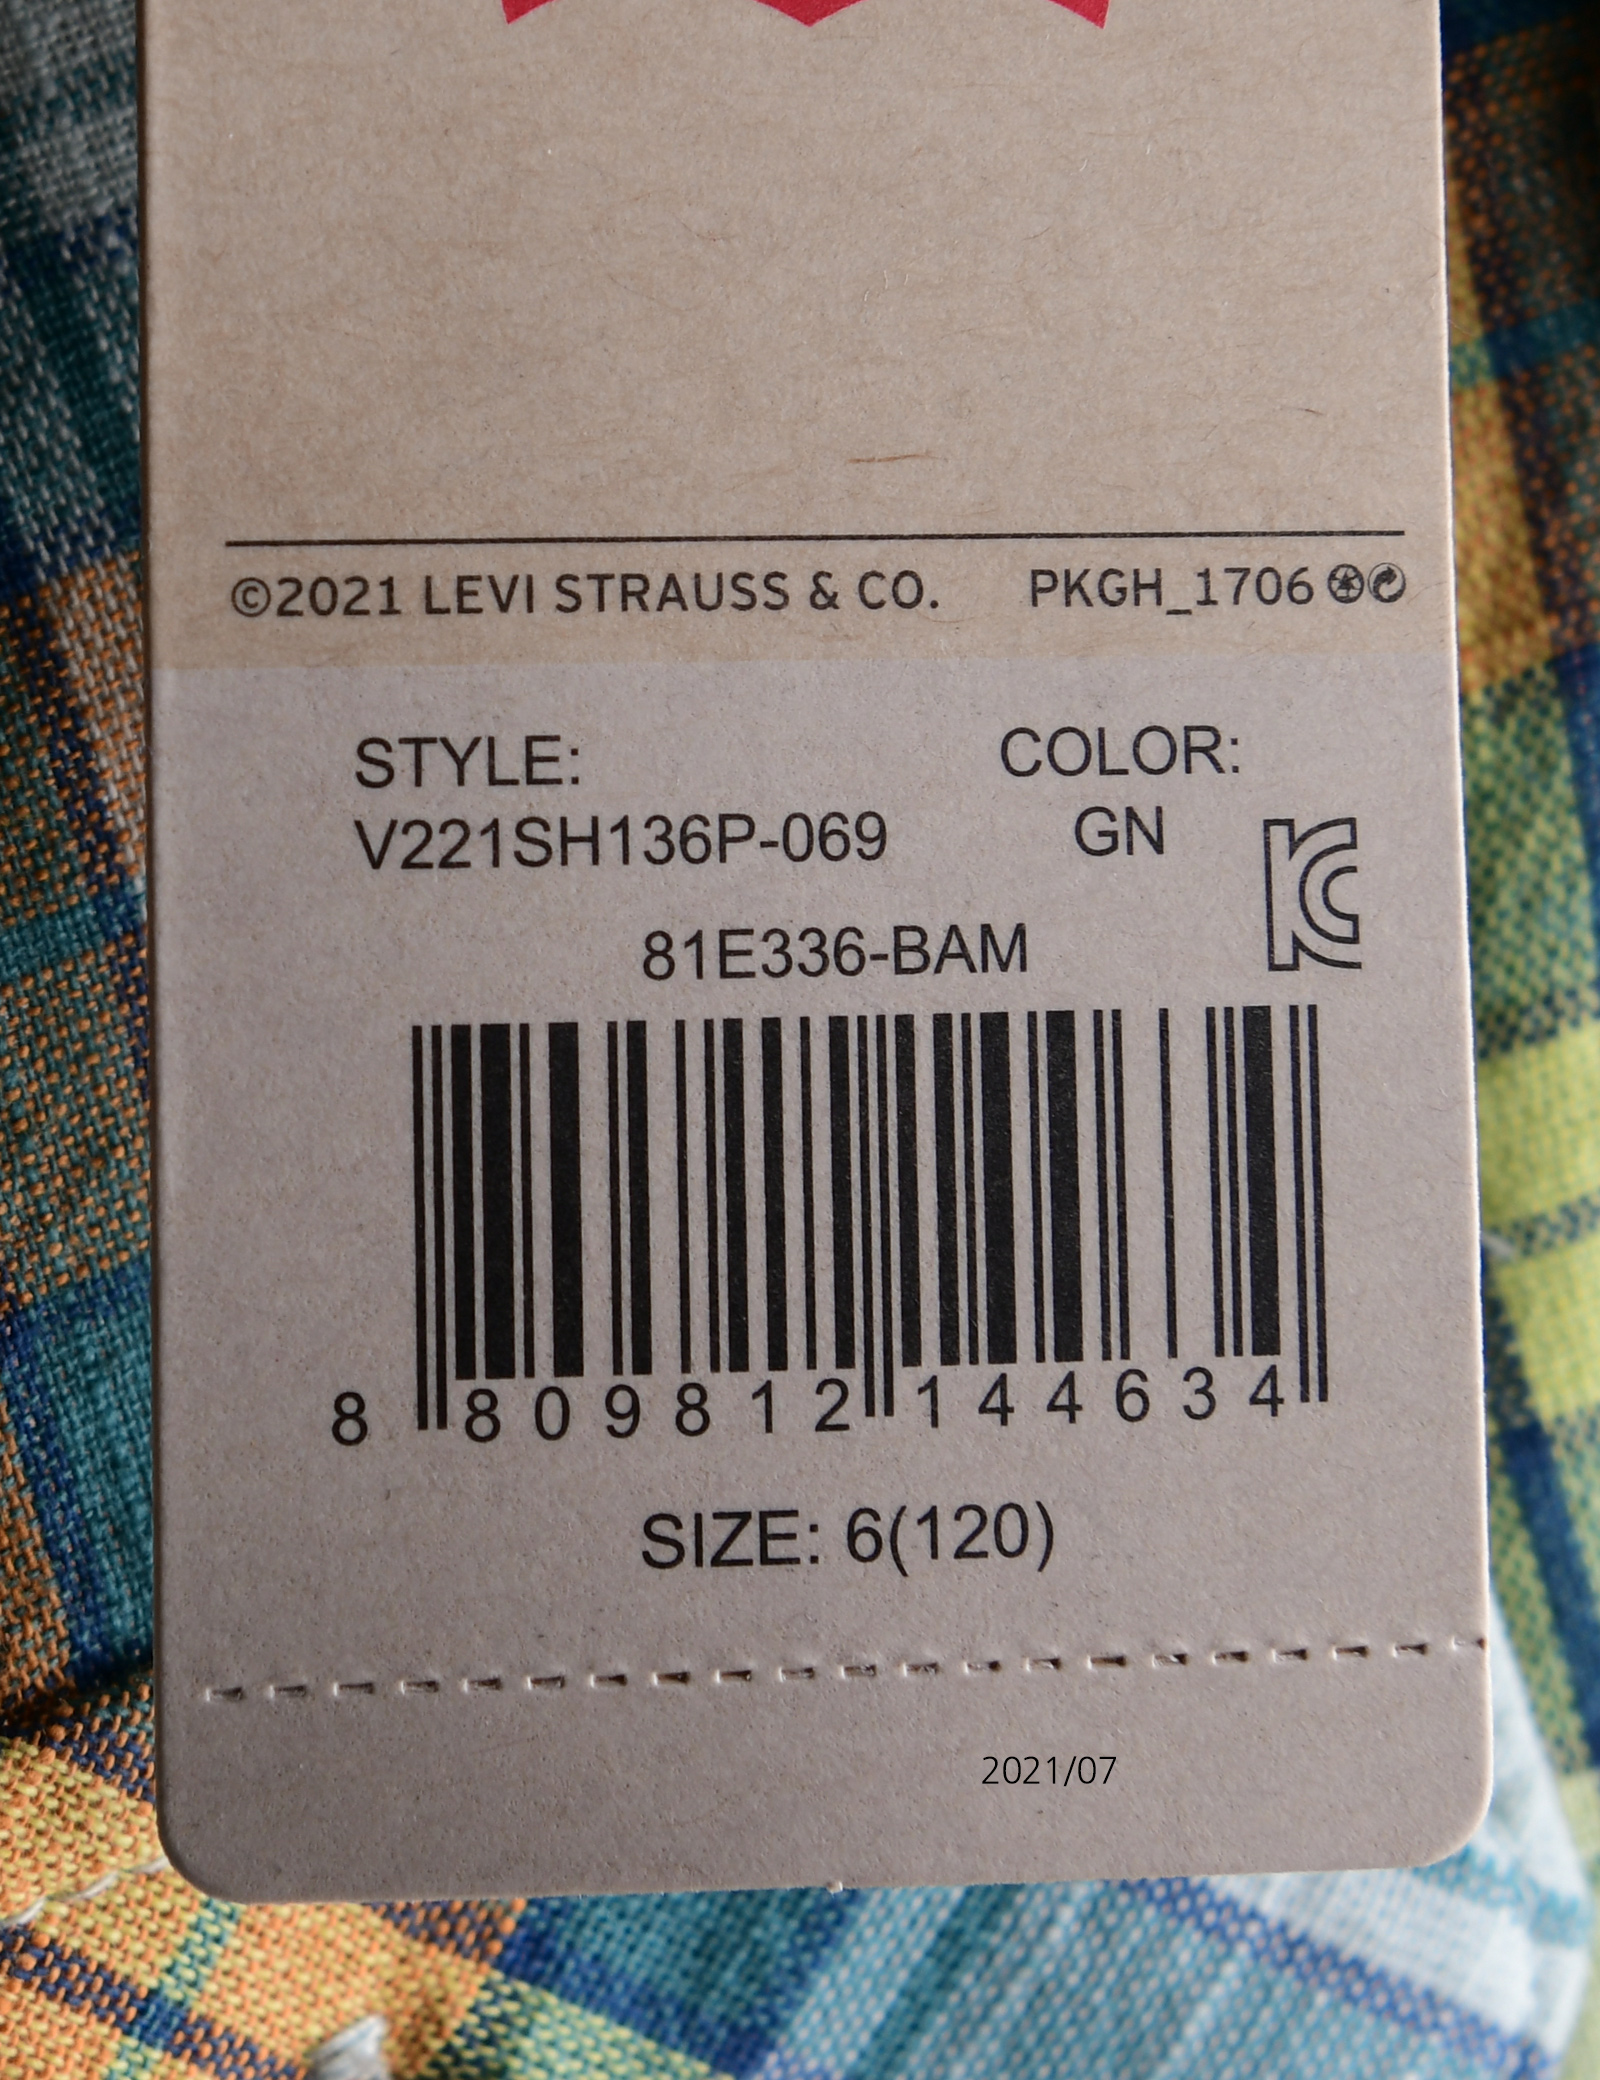 ©2021 LEVI STRAUSS & CO. PKGH_1706
STYLE: COLOR:
V221SH136P-069 GN
81E336-BAM
8 809812 144634
SIZE: 6(120)
2021/07